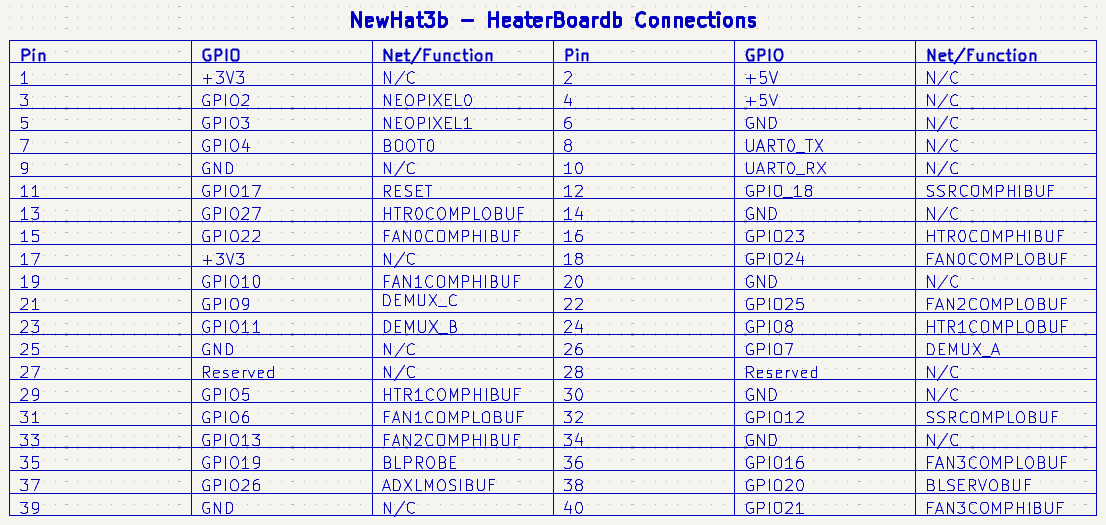 NewHat3b – HeaterBoardb Connections
Pin GPIO Net/Function Pin GPIO Net/Function
1 +3V3 N/C 2 +5V N/C
3 GPIO2 NEOPIXEL0 4 +5V N/C
5 GPIO3 NEOPIXEL1 6 GND N/C
7 GPIO4 BOOT0 8 UART0_TX N/C
9 GND N/C 10 UART0_RX N/C
11 GPIO17 RESET 12 GPIO_18 SSRCOMPHIBUF
13 GPIO27 HTR0COMPLOBUF 14 GND N/C
15 GPIO22 FAN0COMPHIBUF 16 GPIO23 HTR0COMPHIBUF
17 +3V3 N/C 18 GPIO24 FAN0COMPLOBUF
19 GPIO10 FAN1COMPHIBUF 20 GND N/C
21 GPIO9 DEMUX_C 22 GPIO25 FAN2COMPLOBUF
23 GPIO11 DEMUX_B 24 GPIO8 HTR1COMPLOBUF
25 GND N/C 26 GPIO7 DEMUX_A
27 Reserved N/C 28 Reserved N/C
29 GPIO5 HTR1COMPHIBUF 30 GND N/C
31 GPIO6 FAN1COMPLOBUF 32 GPIO12 SSRCOMPLOBUF
33 GPIO13 FAN2COMPHIBUF 34 GND N/C
35 GPIO19 BLPROBE 36 GPIO16 FAN3COMPLOBUF
37 GPIO26 ADXLMOSIBUF 38 GPIO20 BLSERVOBUF
39 GND N/C 40 GPIO21 FAN3COMPHIBUF